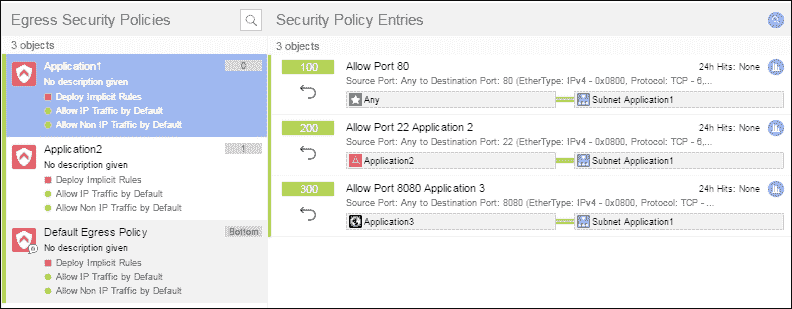 Egress Security Policies
3 objects
Application1 0
No description given
Deploy Implicit Rules
Allow IP Traffic by Default
Allow Non IP Traffic by Default
Application2 1
No description given
Deploy Implicit Rules
Allow IP Traffic by Default
Allow Non IP Traffic by Default
Default Egress Policy Bottom
No description given
Deploy Implicit Rules
Allow IP Traffic by Default
Allow Non IP Traffic by Default
Security Policy Entries
3 objects
100 Allow Port 80 24h Hits: None
Source Port: Any to Destination Port: 80 (EtherType: IPv4 - 0x0800, Protocol: TCP - 6,...
Any Subnet Application1
200 Allow Port 22 Application 2 24h Hits: None
Source Port: Any to Destination Port: 22 (EtherType: IPv4 - 0x0800, Protocol: TCP - 6,...
Application2 Subnet Application1
300 Allow Port 8080 Application 3 24h Hits: None
Source Port: Any to Destination Port: 8080 (EtherType: IPv4 - 0x0800, Protocol: TCP - ...
Application3 Subnet Application1